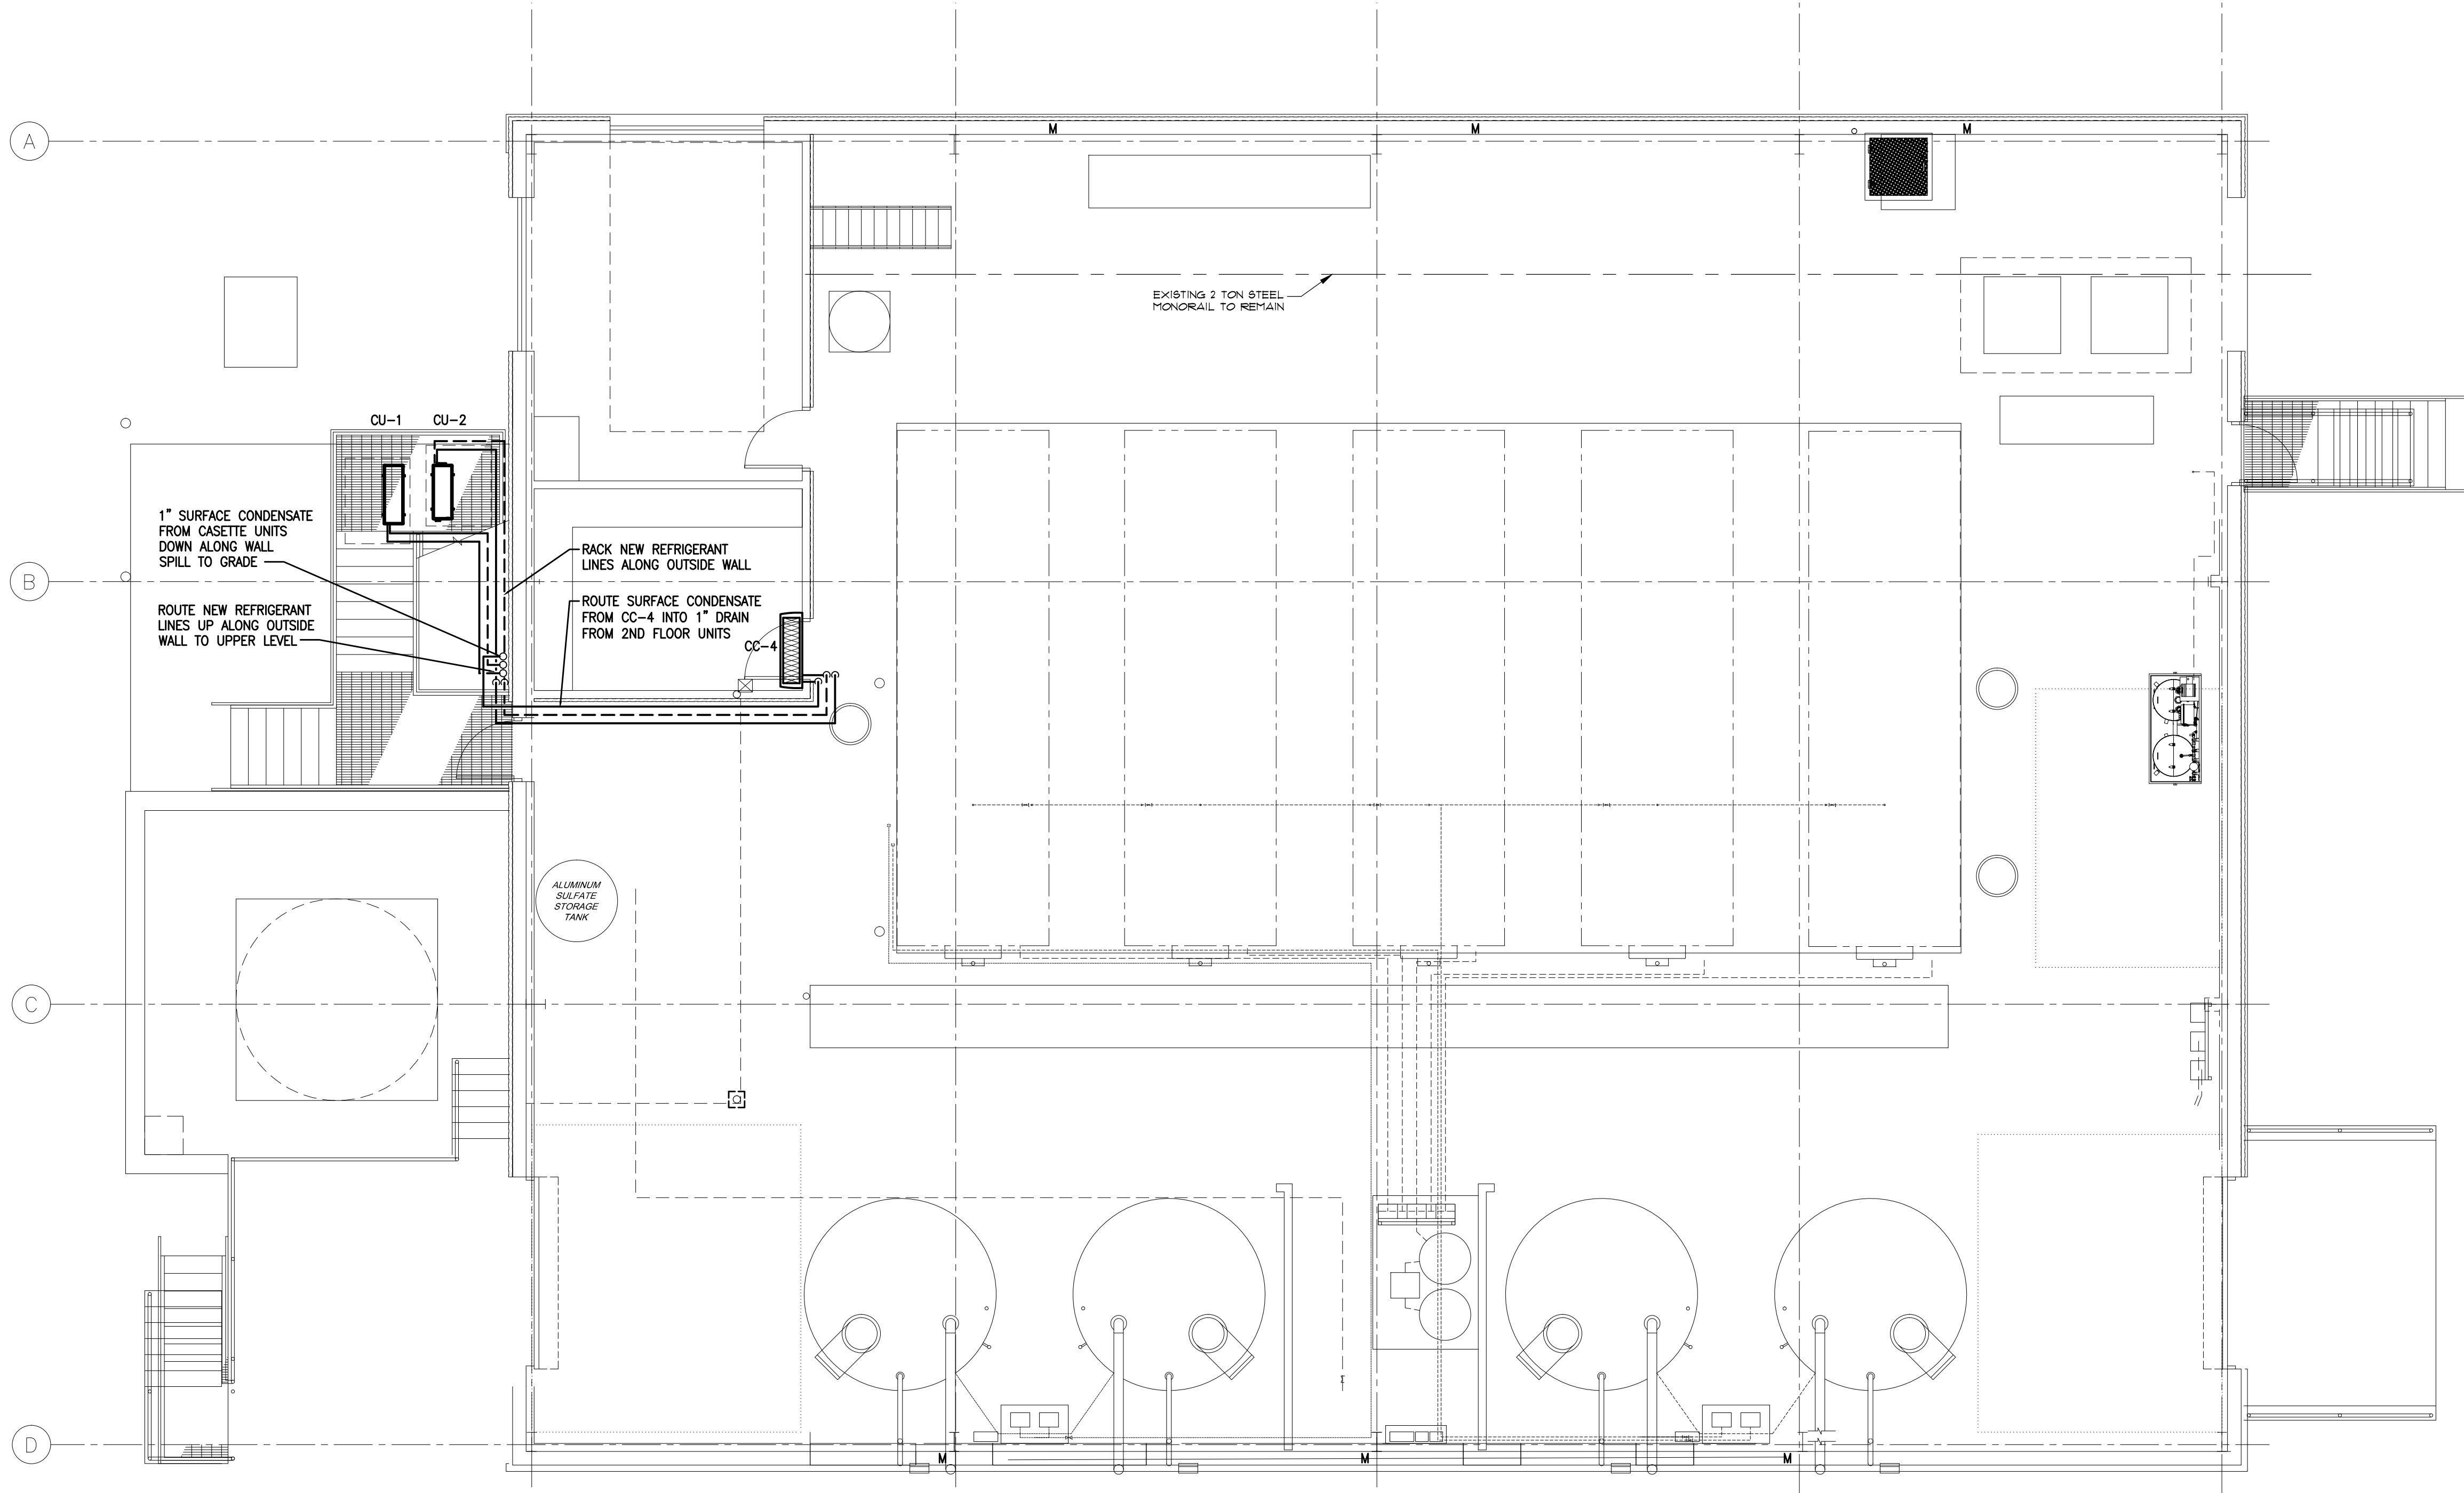 A
M
M
M
EXISTING 2 TON STEEL
MONORAIL TO REMAIN
CU-1
CU-2
1" SURFACE CONDENSATE
FROM CASETTE UNITS
DOWN ALONG WALL
SPILL TO GRADE
RACK NEW REFRIGERANT
LINES ALONG OUTSIDE WALL
B
ROUTE NEW REFRIGERANT
LINES UP ALONG OUTSIDE
WALL TO UPPER LEVEL
ROUTE SURFACE CONDENSATE
FROM CC-4 INTO 1" DRAIN
FROM 2ND FLOOR UNITS
CC-4
ALUMINUM
SULFATE
STORAGE
TANK
C
D
M
M
M